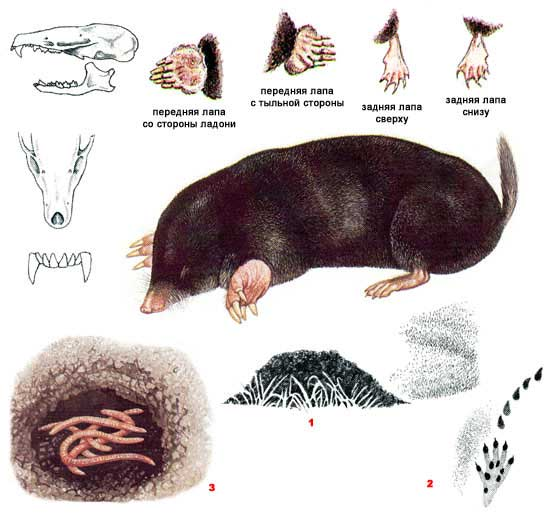 передняя лапа
со стороны ладони
передняя лапа
с тыльной стороны
задняя лапа
сверху
задняя лапа
снизу
1
2
3